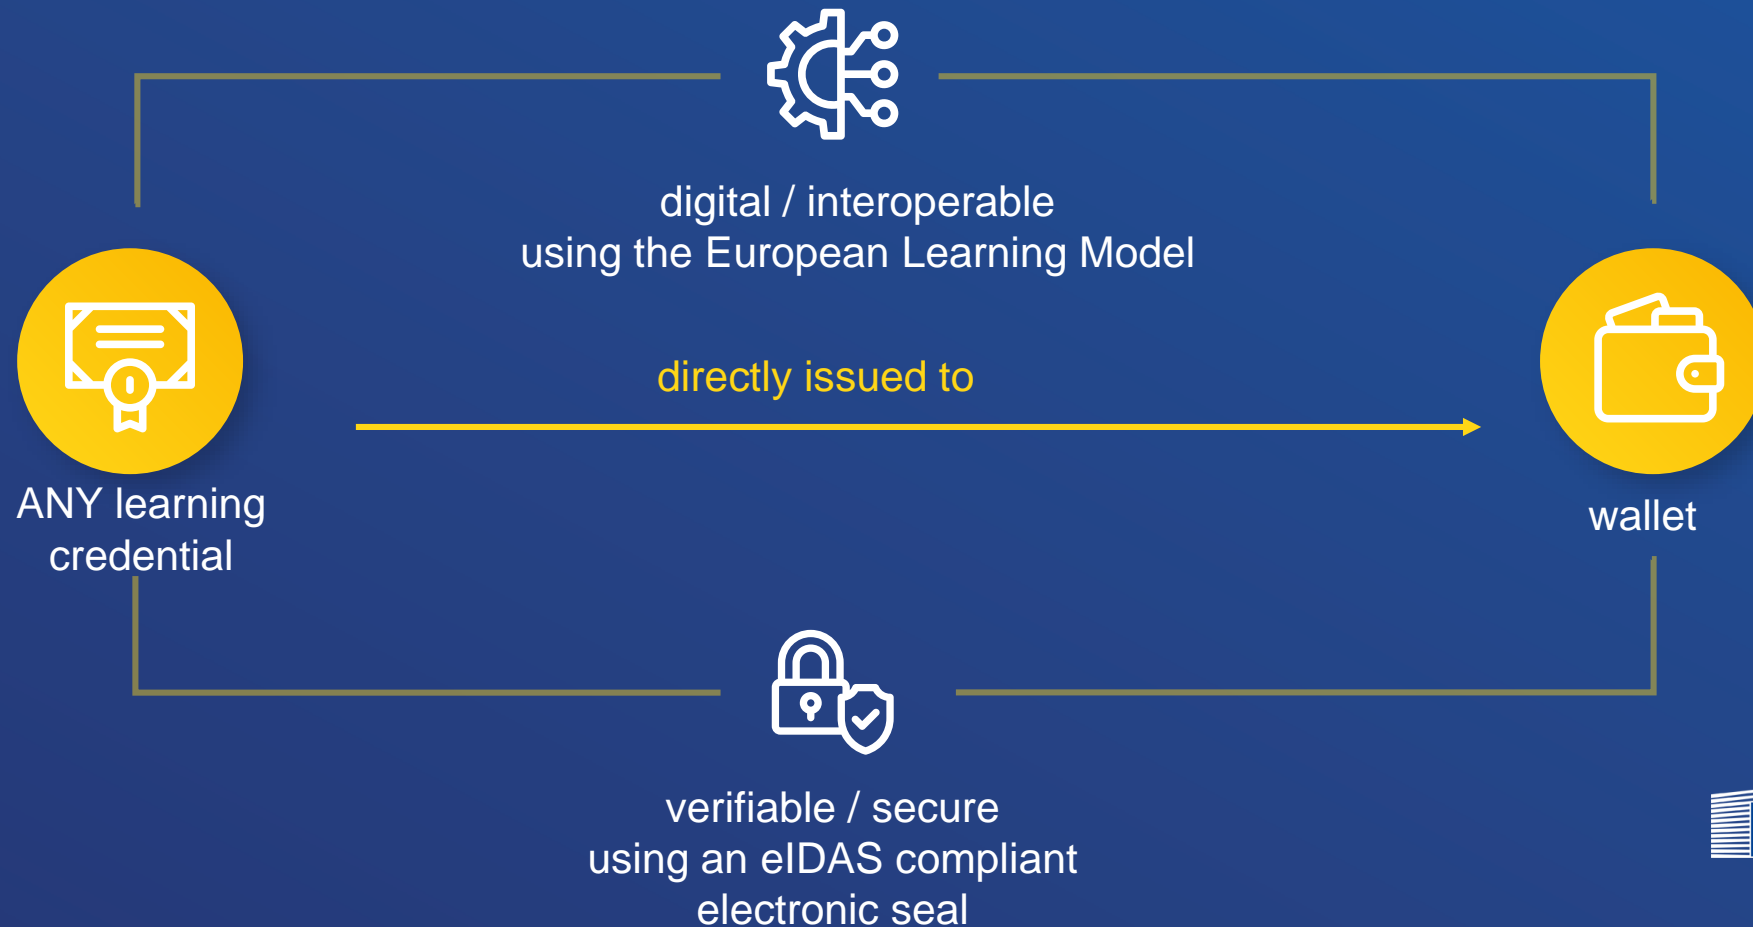 digital / interoperable
using the European Learning Model
directly issued to
ANY learning
credential
wallet
verifiable / secure
using an eIDAS compliant
electronic seal